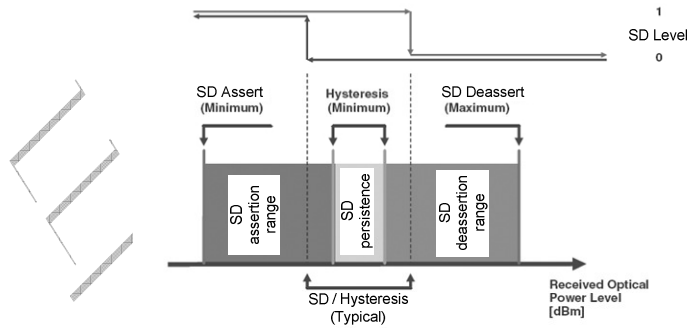 1
SD Level
0
SD Assert
(Minimum)
Hysteresis
(Minimum)
SD Deassert
(Maximum)
SD
assertion
range
SD
persistence
SD
deassertion
range
SD / Hysteresis
(Typical)
Received Optical
Power Level
[dBm]